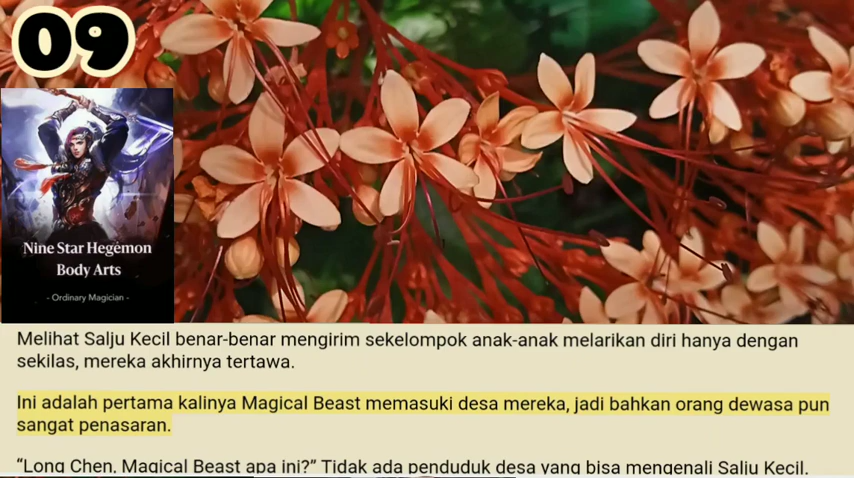 09
Nine Star Hegemon
Body Arts
- Ordinary Magician -
Melihat Salju Kecil benar-benar mengirim sekelompok anak-anak melarikan diri hanya dengan
sekilas, mereka akhirnya tertawa.
Ini adalah pertama kalinya Magical Beast memasuki desa mereka, jadi bahkan orang dewasa pun
sangat penasaran.
“Long Chen, Magical Beast apa ini?” Tidak ada penduduk desa yang bisa mengenali Salju Kecil.